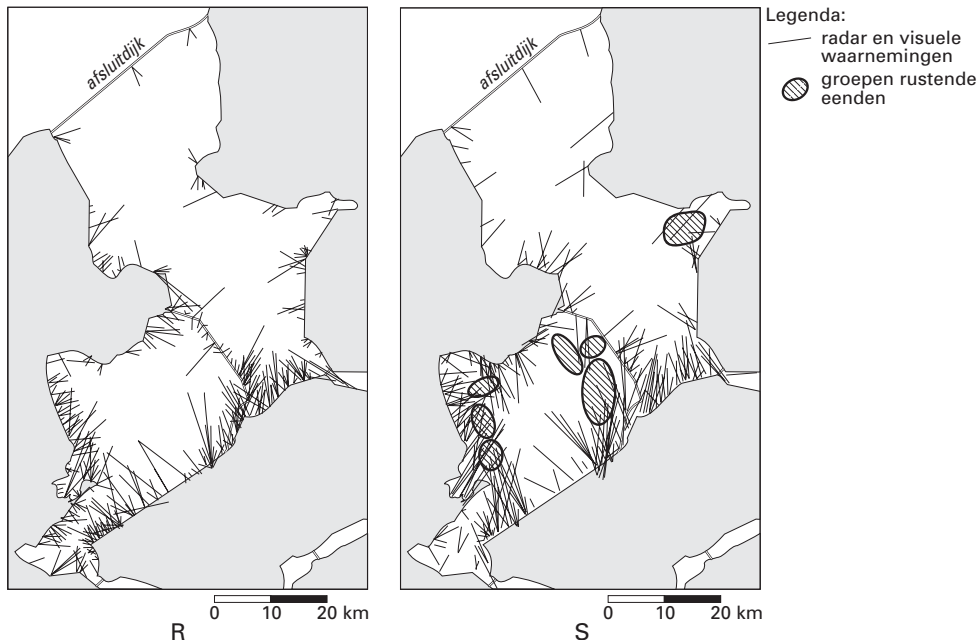 afsluitdijk
0 10 20 km
R
afsluitdijk
0 10 20 km
S
Legenda:
radar en visuele
waarnemingen
groepen rustende
eenden